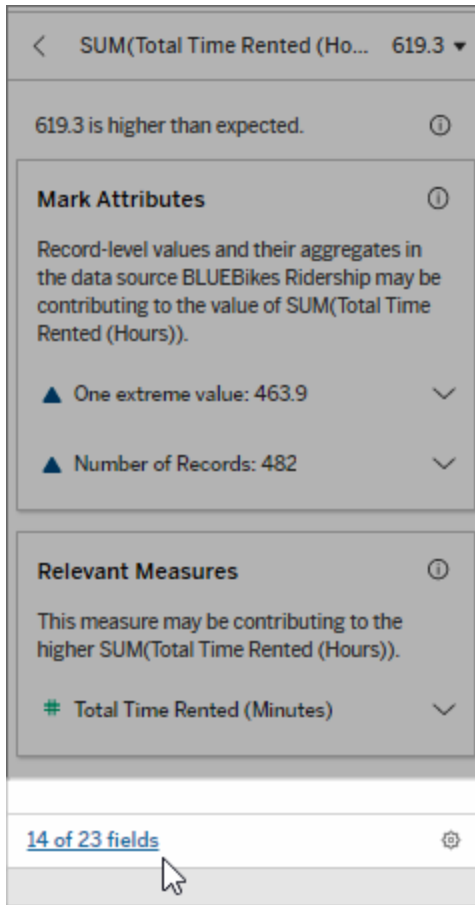 SUM(Total Time Rented (Ho... 619.3
619.3 is higher than expected.
Mark Attributes
Record-level values and their aggregates in
the data source BLUEBikes Ridership may be
contributing to the value of SUM(Total Time
Rented (Hours)).
One extreme value: 463.9
Number of Records: 482
Relevant Measures
This measure may be contributing to the
higher SUM(Total Time Rented (Hours)).
# Total Time Rented (Minutes)
14 of 23 fields